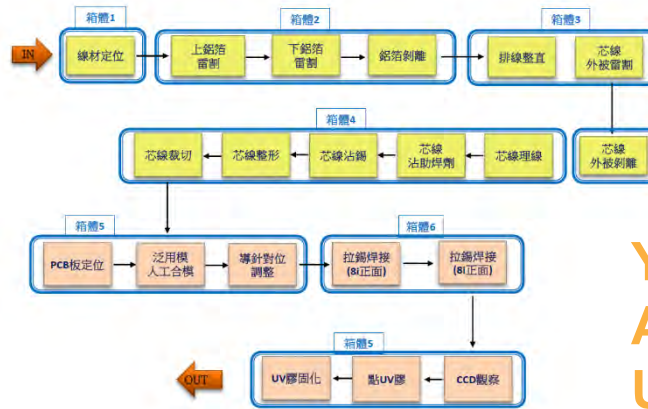 箱體1
箱體2
箱體3
IN
線材定位
上鋁箔
雷割
下鋁箔
雷割
鋁箔剝離
排線整直
芯線
外被雷割
箱體4
芯線裁切
芯線整形
芯線沾錫
芯線
沾助焊劑
芯線理線
芯線
外被剝離
箱體5
箱體6
PCB板定位
泛用模
人工合模
導針對位
調整
拉錫焊接
(8i正面)
拉錫焊接
(8i正面)
箱體5
OUT
UV膠固化
點UV膠
CCD觀察
Y
A
U